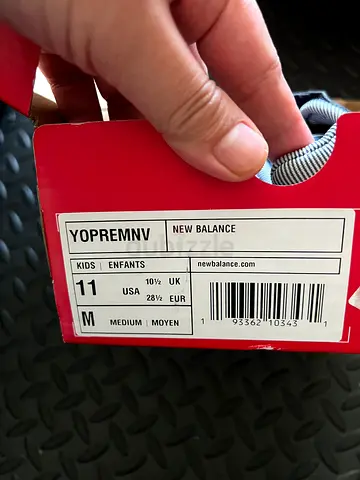 YOPREMNV
NEW BALANCE
KIDS | ENFANTS
newbalance.com
11 USA
10½ UK
28½ EUR
M MEDIUM | MOYEN
1 93362 10343 1
dubizzle